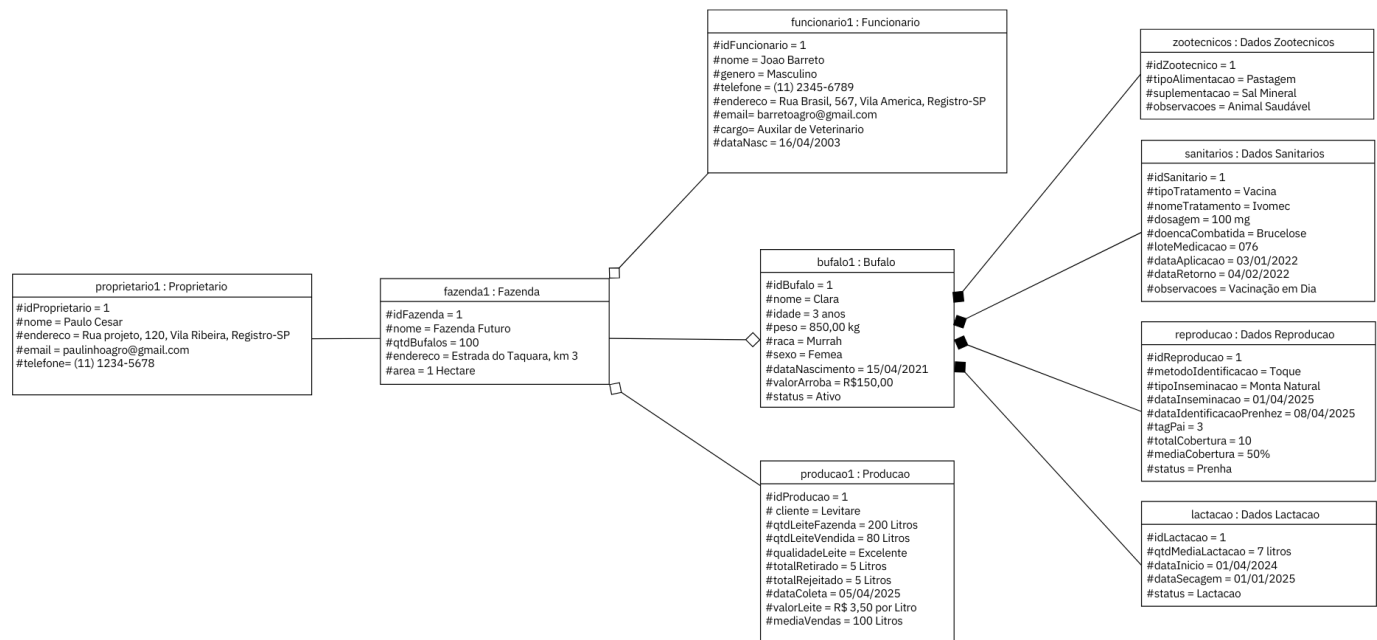 proprietario1 : Proprietario
#idProprietario = 1
#nome = Paulo Cesar
#endereco = Rua projeto, 120, Vila Ribeira, Registro-SP
#email = paulinhoagro@gmail.com
#telefone= (11) 1234-5678
fazenda1 : Fazenda
#idFazenda = 1
#nome = Fazenda Futuro
#qtdBufalos = 100
#endereco = Estrada do Taquara, km 3
#area = 1 Hectare
funcionario1 : Funcionario
#idFuncionario = 1
#nome = Joao Barreto
#genero = Masculino
#telefone = (11) 2345-6789
#endereco = Rua Brasil, 567, Vila America, Registro-SP
#email= barretoagro@gmail.com
#cargo= Auxilar de Veterinario
#dataNasc = 16/04/2003
bufalo1 : Bufalo
#idBufalo = 1
#nome = Clara
#idade = 3 anos
#peso = 850,00 kg
#raca = Murrah
#sexo = Femea
#dataNascimento = 15/04/2021
#valorArroba = R$150,00
#status = Ativo
producao1 : Producao
#idProducao = 1
# cliente = Levitare
#qtdLeiteFazenda = 200 Litros
#qtdLeiteVendida = 80 Litros
#qualidadeLeite = Excelente
#totalRetirado = 5 Litros
#totalRejeitado = 5 Litros
#dataColeta = 05/04/2025
#valorLeite = R$ 3,50 por Litro
#mediaVendas = 100 Litros
zootecnicos : Dados Zootecnicos
#idZootecnico = 1
#tipoAlimentacao = Pastagem
#suplementacao = Sal Mineral
#observacoes = Animal Saudável
sanitarios : Dados Sanitarios
#idSanitario = 1
#tipoTratamento = Vacina
#nomeTratamento = Ivomec
#dosagem = 100 mg
#doencaCombatida = Brucelose
#loteMedicacao = 076
#dataAplicacao = 03/01/2022
#dataRetorno = 04/02/2022
#observacoes = Vacinação em Dia
reproducao : Dados Reproducao
#idReproducao = 1
#metodoIdentificacao = Toque
#tipoInseminacao = Monta Natural
#dataInseminacao = 01/04/2025
#dataIdentificacaoPrenhez = 08/04/2025
#tagPai = 3
#totalCobertura = 10
#mediaCobertura = 50%
#status = Prenha
lactacao : Dados Lactacao
#idLactacao = 1
#qtdMediaLactacao = 7 litros
#dataInicio = 01/04/2024
#dataSecagem = 01/01/2025
#status = Lactacao